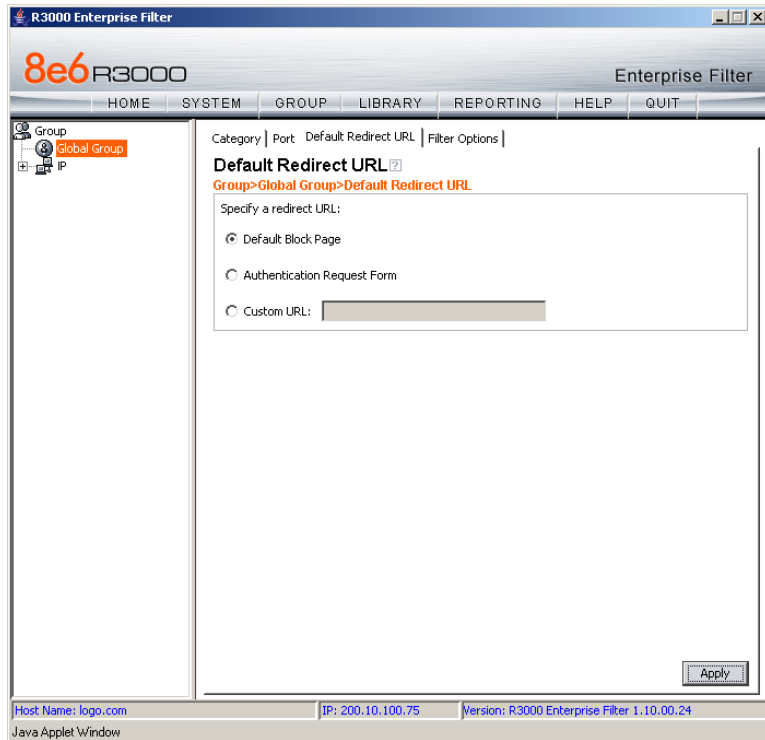 R3000 Enterprise Filter
8e6 R3000
Enterprise Filter
HOME SYSTEM GROUP LIBRARY REPORTING HELP QUIT
Group
Global Group
IP
Category Port Default Redirect URL Filter Options
Default Redirect URL ?
Group>Global Group>Default Redirect URL
Specify a redirect URL:
Default Block Page
Authentication Request Form
Custom URL:
Apply
Host Name: logo.com IP: 200.10.100.75 Version: R3000 Enterprise Filter 1.10.00.24
Java Applet Window